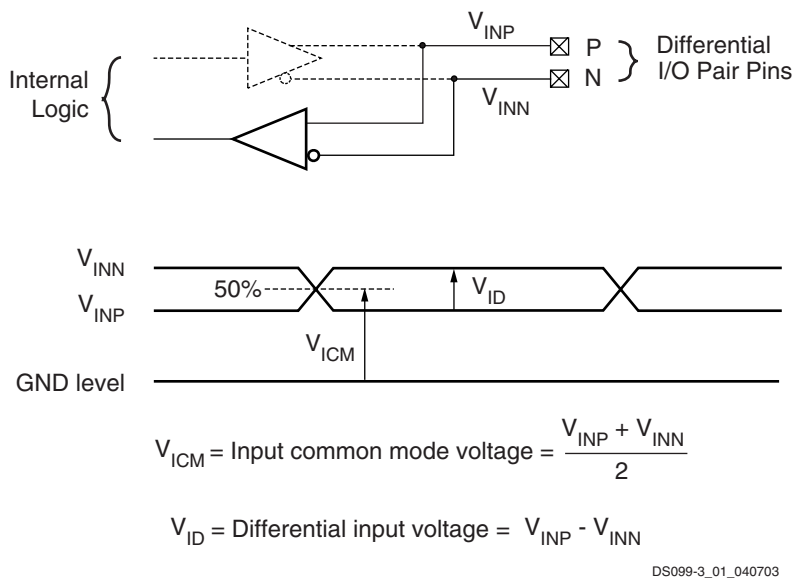 V_INP
P
Differential
N
I/O Pair Pins
Internal
Logic
V_INN
V_INN
50%
V_ID
V_INP
V_ICM
GND level
V_ICM = Input common mode voltage = V_INP + V_INN / 2
V_ID = Differential input voltage = V_INP - V_INN
DS099-3_01_040703